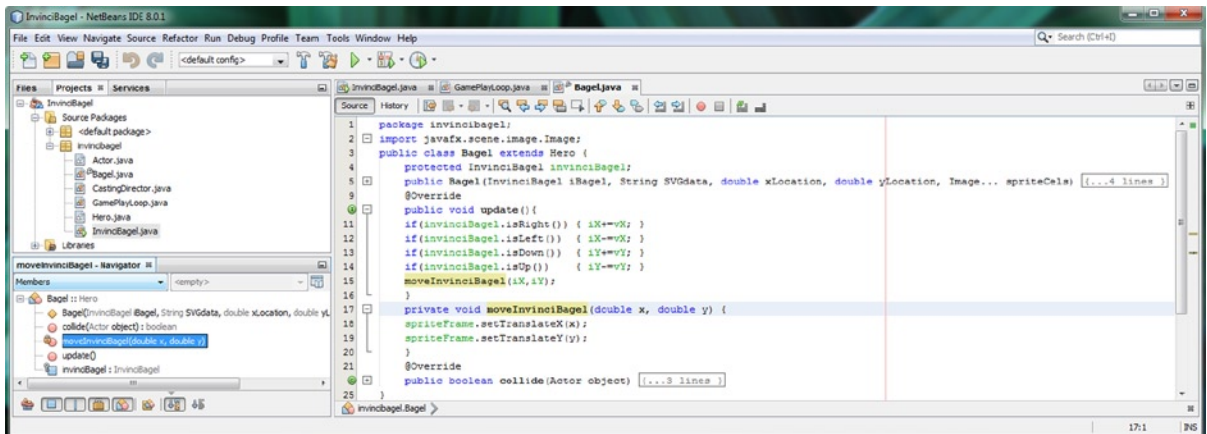 InvinciBagel - NetBeans IDE 8.0.1
File Edit View Navigate Source Refactor Run Debug Profile Team Tools Window Help
Search (Ctrl+I)
<default config>
Files Projects Services
InvinciBagel
Source Packages
<default package>
invincibagel
Actor.java
Bagel.java
CastingDirector.java
GamePlayLoop.java
Hero.java
InvinciBagel.java
Libraries
moveInvinciBagel - Navigator
Members <empty>
Bagel :: Hero
Bagel(InvinciBagel iBagel, String SVGdata, double xLocation, double yL
collide(Actor object) : boolean
moveInvinciBagel(double x, double y)
update()
invinciBagel : InvinciBagel
InvinciBagel.java GamePlayLoop.java Bagel.java
Source History
1 package invincibagel;
2 import javafx.scene.image.Image;
3 public class Bagel extends Hero {
4 protected InvinciBagel invinciBagel;
5 public Bagel(InvinciBagel iBagel, String SVGdata, double xLocation, double yLocation, Image... spriteCels) {...4 lines }
9 @Override
public void update(){
11 if(invinciBagel.isRight()) { iX+=vX; }
12 if(invinciBagel.isLeft()) { iX-=vX; }
13 if(invinciBagel.isDown()) { iY+=vY; }
14 if(invinciBagel.isUp()) { iY-=vY; }
15 moveInvinciBagel(iX,iY);
16 }
17 private void moveInvinciBagel(double x, double y) {
18 spriteFrame.setTranslateX(x);
19 spriteFrame.setTranslateY(y);
20 }
21 @Override
public boolean collide(Actor object) {...3 lines }
25 }
invincibagel.Bagel
17:1 INS